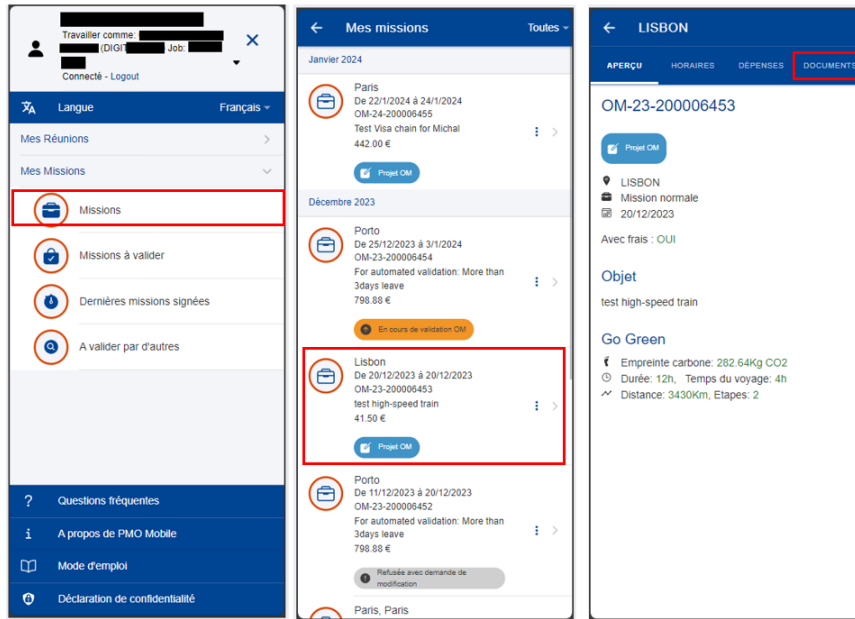 Travailler comme:
(DIGIT
Job:
Connecté - Logout
Langue
Français
Mes Réunions
Mes Missions
Missions
Missions à valider
Dernières missions signées
A valider par d'autres
Questions fréquentes
A propos de PMO Mobile
Mode d'emploi
Déclaration de confidentialité
Mes missions
Toutes
Janvier 2024
Paris
De 22/1/2024 à 24/1/2024
OM-24-200006455
Test Visa chain for Michal
442.00 €
Projet OM
Décembre 2023
Porto
De 25/12/2023 à 3/1/2024
OM-23-200006454
For automated validation: More than
3days leave
798.88 €
En cours de validation OM
Lisbon
De 20/12/2023 à 20/12/2023
OM-23-200006453
test high-speed train
41.50 €
Projet OM
Porto
De 11/12/2023 à 20/12/2023
OM-23-200006452
For automated validation: More than
3days leave
798.88 €
Refusée avec demande de
modification
Paris, Paris
LISBON
APERÇU
HORAIRES
DÉPENSES
DOCUMENTS
OM-23-200006453
Projet OM
LISBON
Mission normale
20/12/2023
Avec frais : OUI
Objet
test high-speed train
Go Green
Empreinte carbone: 282.64Kg CO2
Durée: 12h, Temps du voyage: 4h
Distance: 3430Km, Etapes: 2